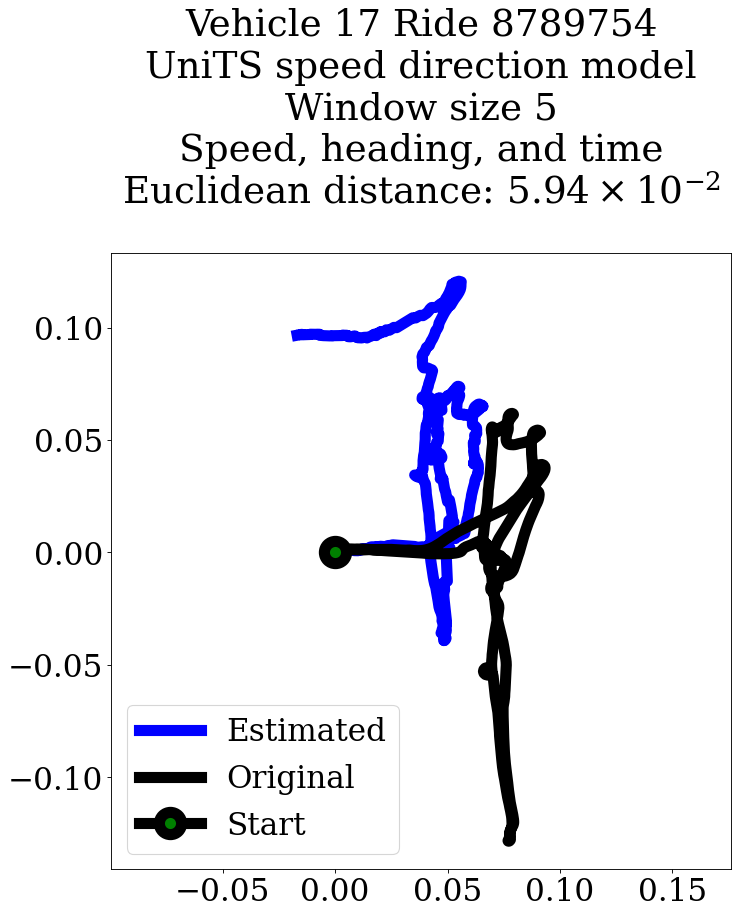 Vehicle 17 Ride 8789754
UniTS speed direction model
Window size 5
Speed, heading, and time
Euclidean distance: 5.94 × 10⁻²
0.10
0.05
0.00
−0.05
−0.10
Estimated
Original
Start
−0.05 0.00 0.05 0.10 0.15